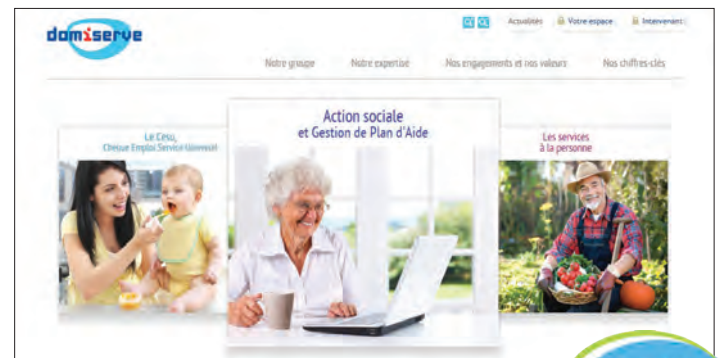 domiserve
Actualités
Votre espace
Intervenant
Notre groupe
Notre expertise
Nos engagements et nos valeurs
Nos chiffres-clés
Le Cesu,
Chèque Emploi Service Universel
Action sociale
et Gestion de Plan d'Aide
Les services
à la personne